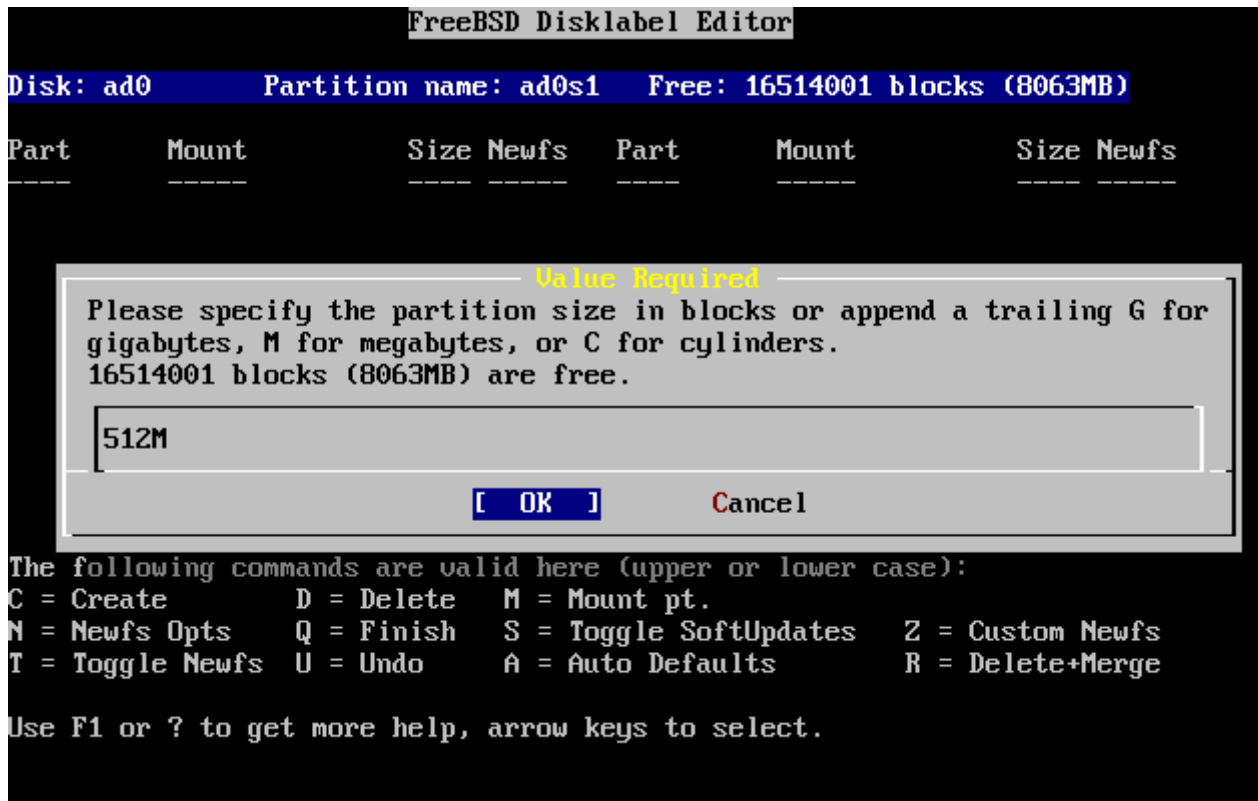 FreeBSD Disklabel Editor
Disk: ad0 Partition name: ad0s1 Free: 16514001 blocks (8063MB)
Part Mount Size Newfs Part Mount Size Newfs
---- ----- ---- ----- ---- ----- ---- -----
Value Required
Please specify the partition size in blocks or append a trailing G for
gigabytes, M for megabytes, or C for cylinders.
16514001 blocks (8063MB) are free.
512M
[ OK ] Cancel
The following commands are valid here (upper or lower case):
C = Create D = Delete M = Mount pt.
N = Newfs Opts Q = Finish S = Toggle SoftUpdates Z = Custom Newfs
T = Toggle Newfs U = Undo A = Auto Defaults R = Delete+Merge
Use F1 or ? to get more help, arrow keys to select.